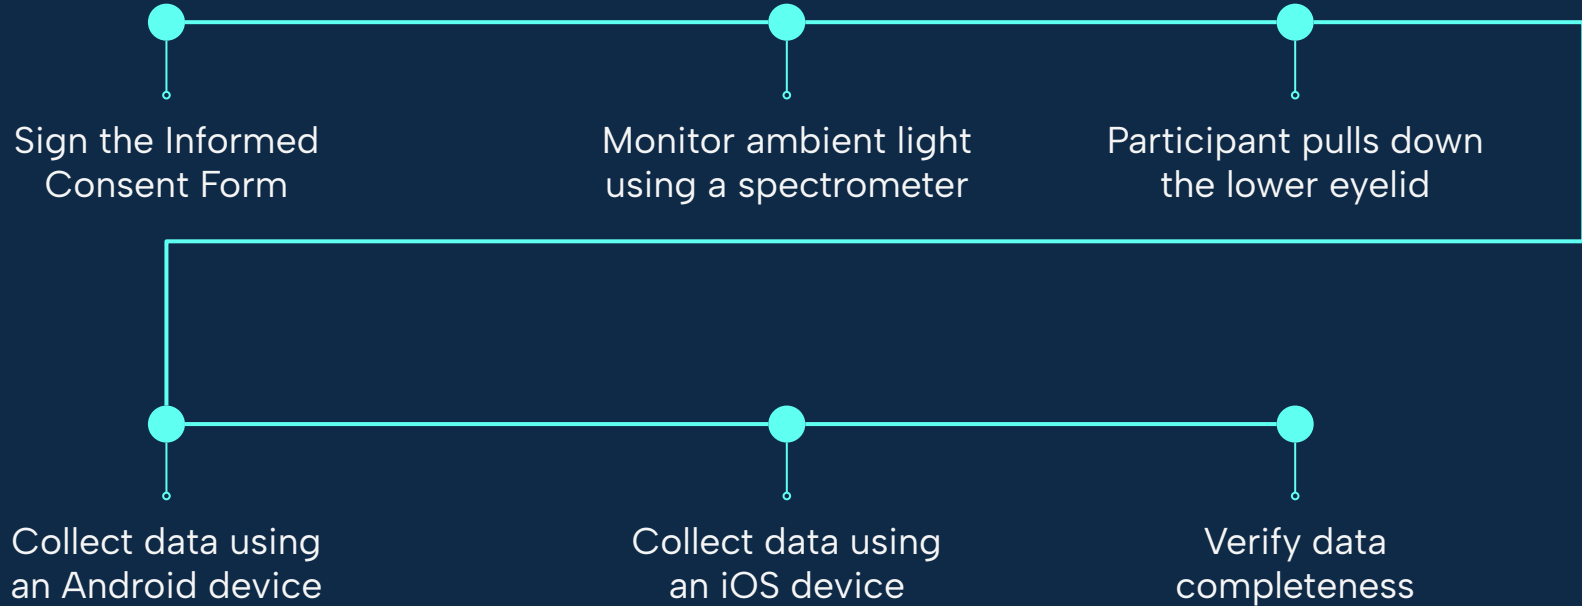 Sign the Informed
Consent Form
Monitor ambient light
using a spectrometer
Participant pulls down
the lower eyelid
Collect data using
an Android device
Collect data using
an iOS device
Verify data
completeness